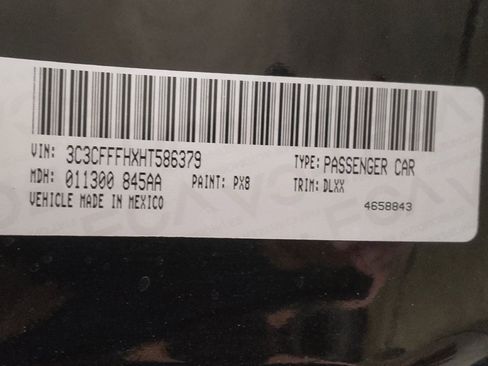 VIN: 3C3CFFFHXHT586379 TYPE: PASSENGER CAR
MDH: 011300 845AA PAINT: PX8 TRIM: DLXX
VEHICLE MADE IN MEXICO
4658843